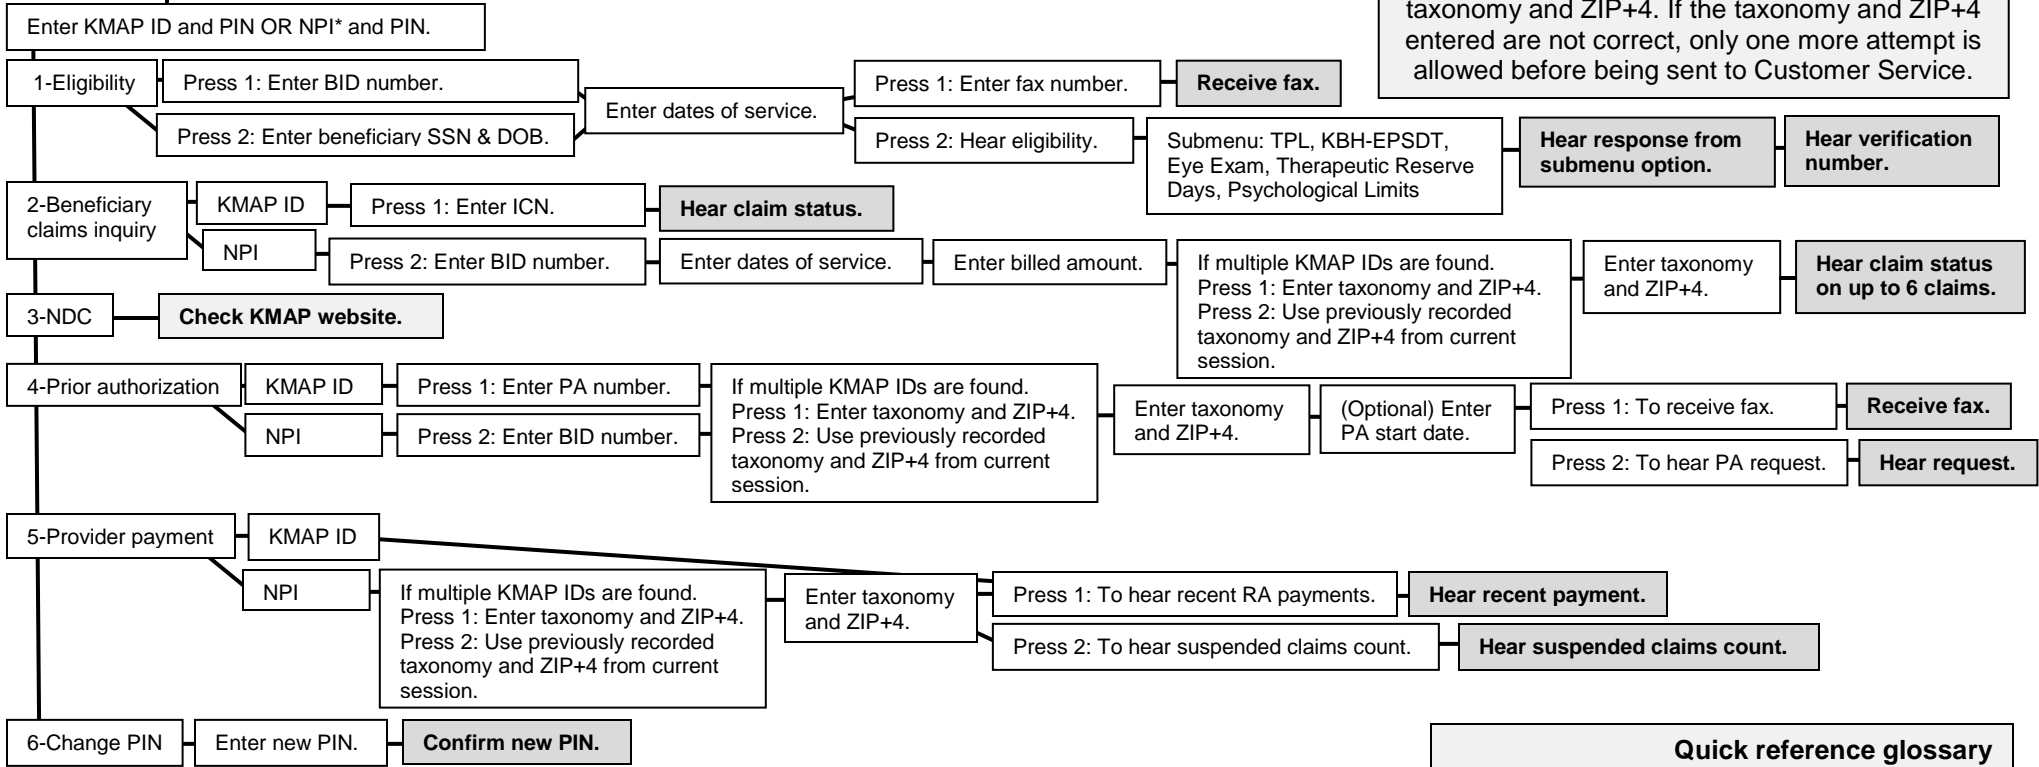 taxonomy and ZIP+4. If the taxonomy and ZIP+4
entered are not correct, only one more attempt is
allowed before being sent to Customer Service.
Enter KMAP ID and PIN OR NPI* and PIN.
1-Eligibility
Press 1: Enter BID number.
Press 2: Enter beneficiary SSN & DOB.
Enter dates of service.
Press 1: Enter fax number.
Receive fax.
Press 2: Hear eligibility.
Submenu: TPL, KBH-EPSDT,
Eye Exam, Therapeutic Reserve
Days, Psychological Limits
Hear response from
submenu option.
Hear verification
number.
2-Beneficiary
claims inquiry
KMAP ID
Press 1: Enter ICN.
Hear claim status.
NPI
Press 2: Enter BID number.
Enter dates of service.
Enter billed amount.
If multiple KMAP IDs are found.
Press 1: Enter taxonomy and ZIP+4.
Press 2: Use previously recorded
taxonomy and ZIP+4 from current
session.
Enter taxonomy
and ZIP+4.
Hear claim status
on up to 6 claims.
3-NDC
Check KMAP website.
4-Prior authorization
KMAP ID
Press 1: Enter PA number.
NPI
Press 2: Enter BID number.
If multiple KMAP IDs are found.
Press 1: Enter taxonomy and ZIP+4.
Press 2: Use previously recorded
taxonomy and ZIP+4 from current
session.
Enter taxonomy
and ZIP+4.
(Optional) Enter
PA start date.
Press 1: To receive fax.
Receive fax.
Press 2: To hear PA request.
Hear request.
5-Provider payment
KMAP ID
NPI
If multiple KMAP IDs are found.
Press 1: Enter taxonomy and ZIP+4.
Press 2: Use previously recorded
taxonomy and ZIP+4 from current
session.
Enter taxonomy
and ZIP+4.
Press 1: To hear recent RA payments.
Hear recent payment.
Press 2: To hear suspended claims count.
Hear suspended claims count.
6-Change PIN
Enter new PIN.
Confirm new PIN.
Quick reference glossary